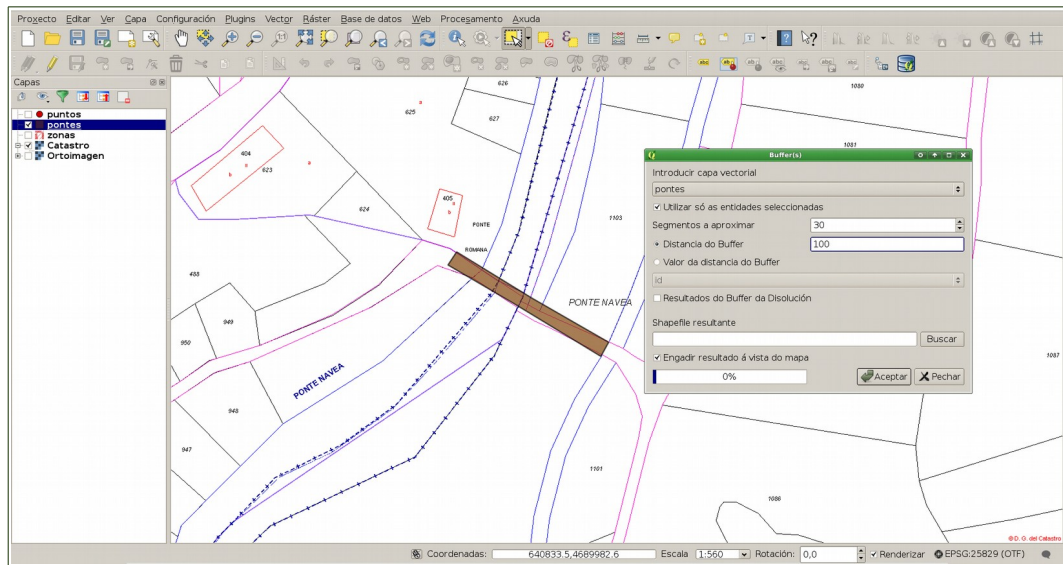 Proxecto Editar Ver Capa Configuración Plugins Vector Ráster Base de datos Web Procesamento Axuda
Capas
puntos
pontes
zonas
Catastro
Ortoimagen
626
625
627
1080
1081
404
623
405
624
PONTE
ROMANA
1103
488
PONTE NAVEA
949
950
PONTE NAVEA
948
947
1101
1086
1087
© D. G. del Catastro
Buffer(s)
Introducir capa vectorial
pontes
Utilizar só as entidades seleccionadas
Segmentos a aproximar 30
Distancia do Buffer 100
Valor da distancia do Buffer
id
Resultados do Buffer da Disolución
Shapefile resultante
Buscar
Engadir resultado á vista do mapa
0% Aceptar Pechar
Coordenadas: 640833.5,4689982.6 Escala 1:560 Rotación: 0,0 Renderizar EPSG:25829 (OTF)